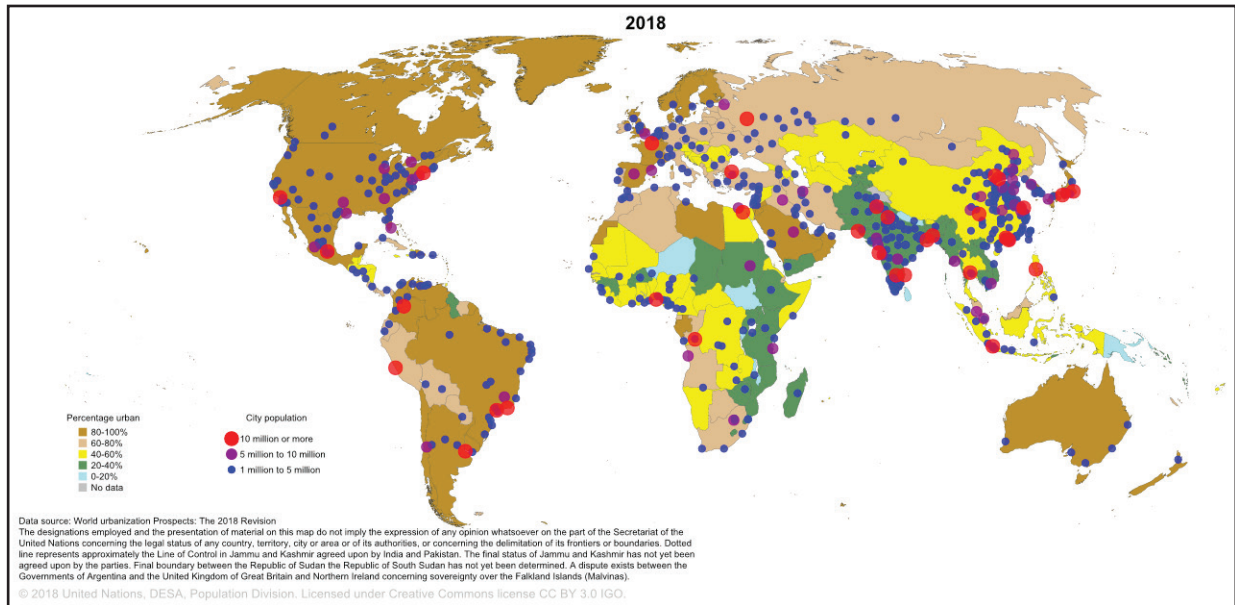 2018
Percentage urban
80-100%
60-80%
40-60%
20-40%
0-20%
No data
City population
10 million or more
5 million to 10 million
1 million to 5 million
Data source: World urbanization Prospects: The 2018 Revision
The designations employed and the presentation of material on this map do not imply the expression of any opinion whatsoever on the part of the Secretariat of the
United Nations concerning the legal status of any country, territory, city or area or of its authorities, or concerning the delimitation of its frontiers or boundaries. Dotted
line represents approximately the Line of Control in Jammu and Kashmir agreed upon by India and Pakistan. The final status of Jammu and Kashmir has not yet been
agreed upon by the parties. Final boundary between the Republic of Sudan the Republic of South Sudan has not yet been determined. A dispute exists between the
Governments of Argentina and the United Kingdom of Great Britain and Northern Ireland concerning sovereignty over the Falkland Islands (Malvinas).
© 2018 United Nations, DESA, Population Division. Licensed under Creative Commons license CC BY 3.0 IGO.